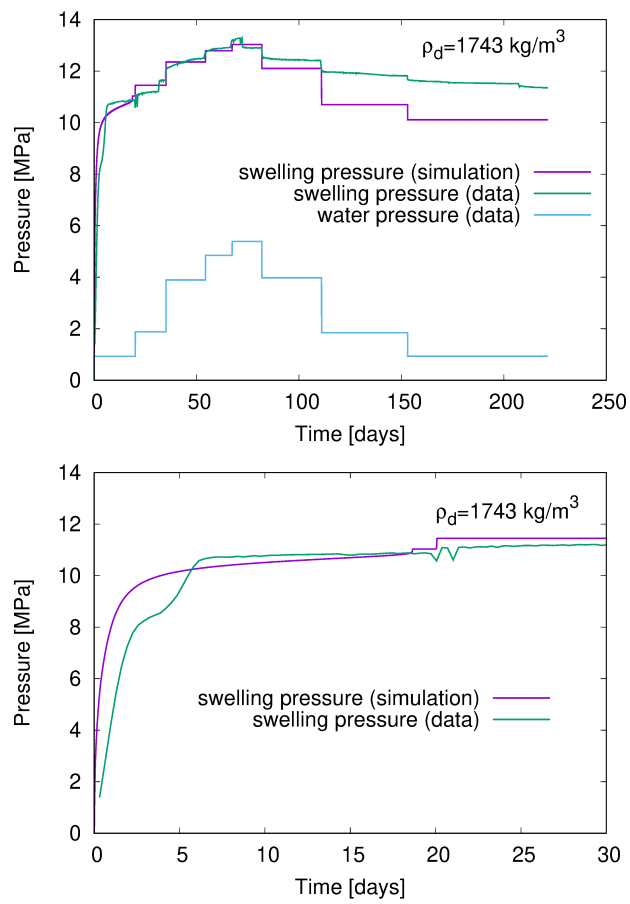 14
12
10
8
6
4
2
0
Pressure [MPa]
ρd=1743 kg/m³
swelling pressure (simulation)
swelling pressure (data)
water pressure (data)
0 50 100 150 200 250
Time [days]
14
12
10
8
6
4
2
0
Pressure [MPa]
ρd=1743 kg/m³
swelling pressure (simulation)
swelling pressure (data)
0 5 10 15 20 25 30
Time [days]